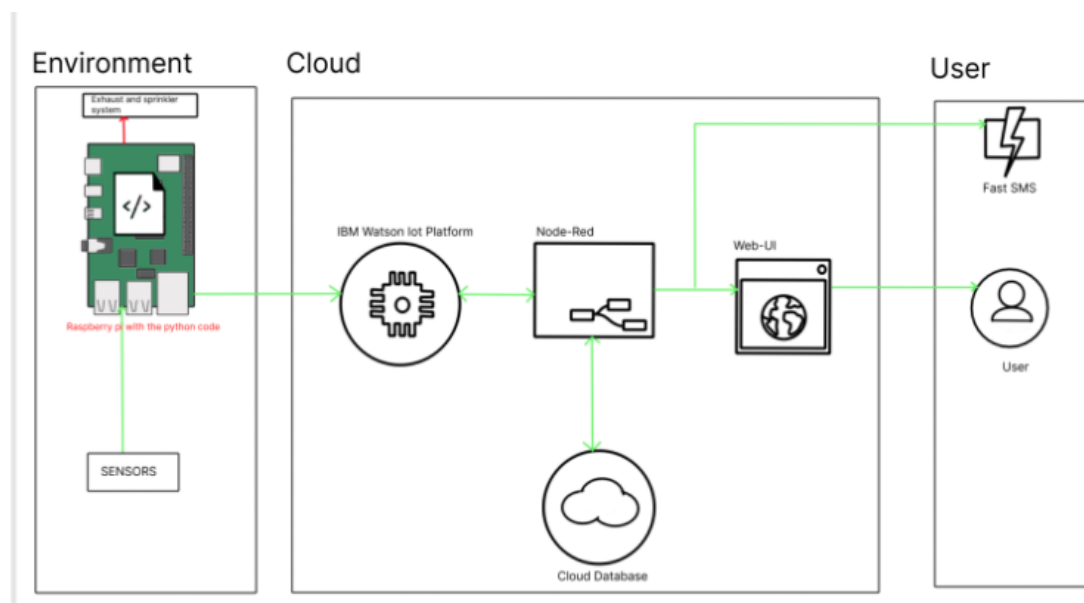 Environment
Cloud
User
Exhaust and sprinkler
system
</>
Fast SMS
IBM Watson Iot Platform
Node-Red
Web-UI
Raspberry pi with the python code
User
SENSORS
Cloud Database